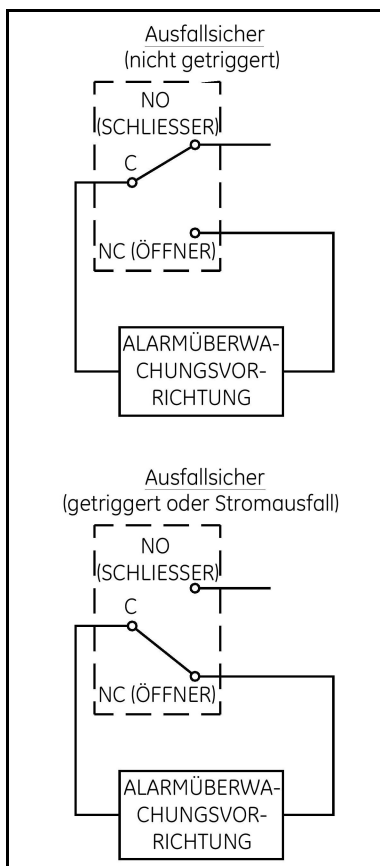 Ausfallsicher
(nicht getriggert)
NO
(SCHLIESSER)
C
NC (ÖFFNER)
ALARMÜBERWA-
CHUNGSVOR-
RICHTUNG
Ausfallsicher
(getriggert oder Stromausfall)
NO
(SCHLIESSER)
C
NC (ÖFFNER)
ALARMÜBERWA-
CHUNGSVOR-
RICHTUNG